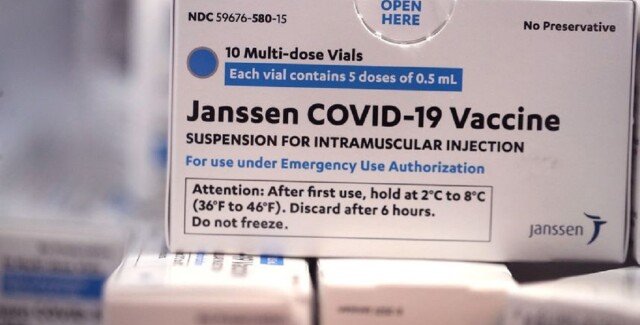 OPEN
HERE
NDC 59676-580-15
No Preservative
10 Multi-dose Vials
Each vial contains 5 doses of 0.5 mL
Janssen COVID-19 Vaccine
SUSPENSION FOR INTRAMUSCULAR INJECTION
For use under Emergency Use Authorization
Attention: After first use, hold at 2°C to 8°C
(36°F to 46°F). Discard after 6 hours.
Do not freeze.
janssen